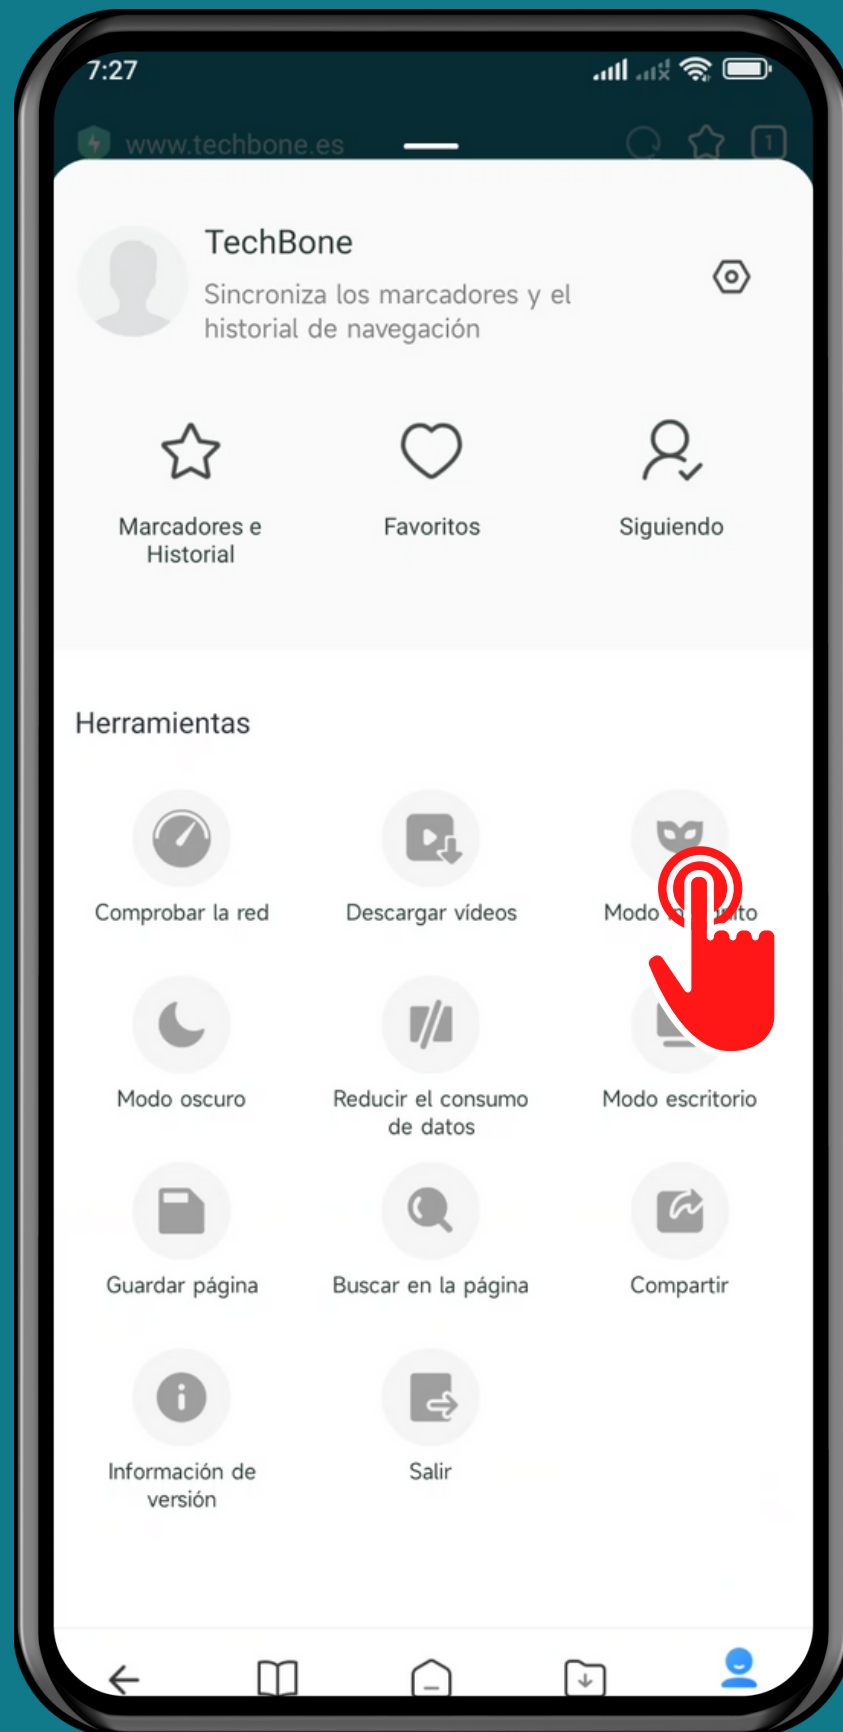 7:27
www.techbone.es
1
TechBone
Sincroniza los marcadores y el
historial de navegación
Marcadores e
Historial
Favoritos
Siguiendo
Herramientas
Comprobar la red
Descargar vídeos
Modo
Modo oscuro
Reducir el consumo
de datos
Modo escritorio
Guardar página
Buscar en la página
Compartir
Información de
versión
Salir